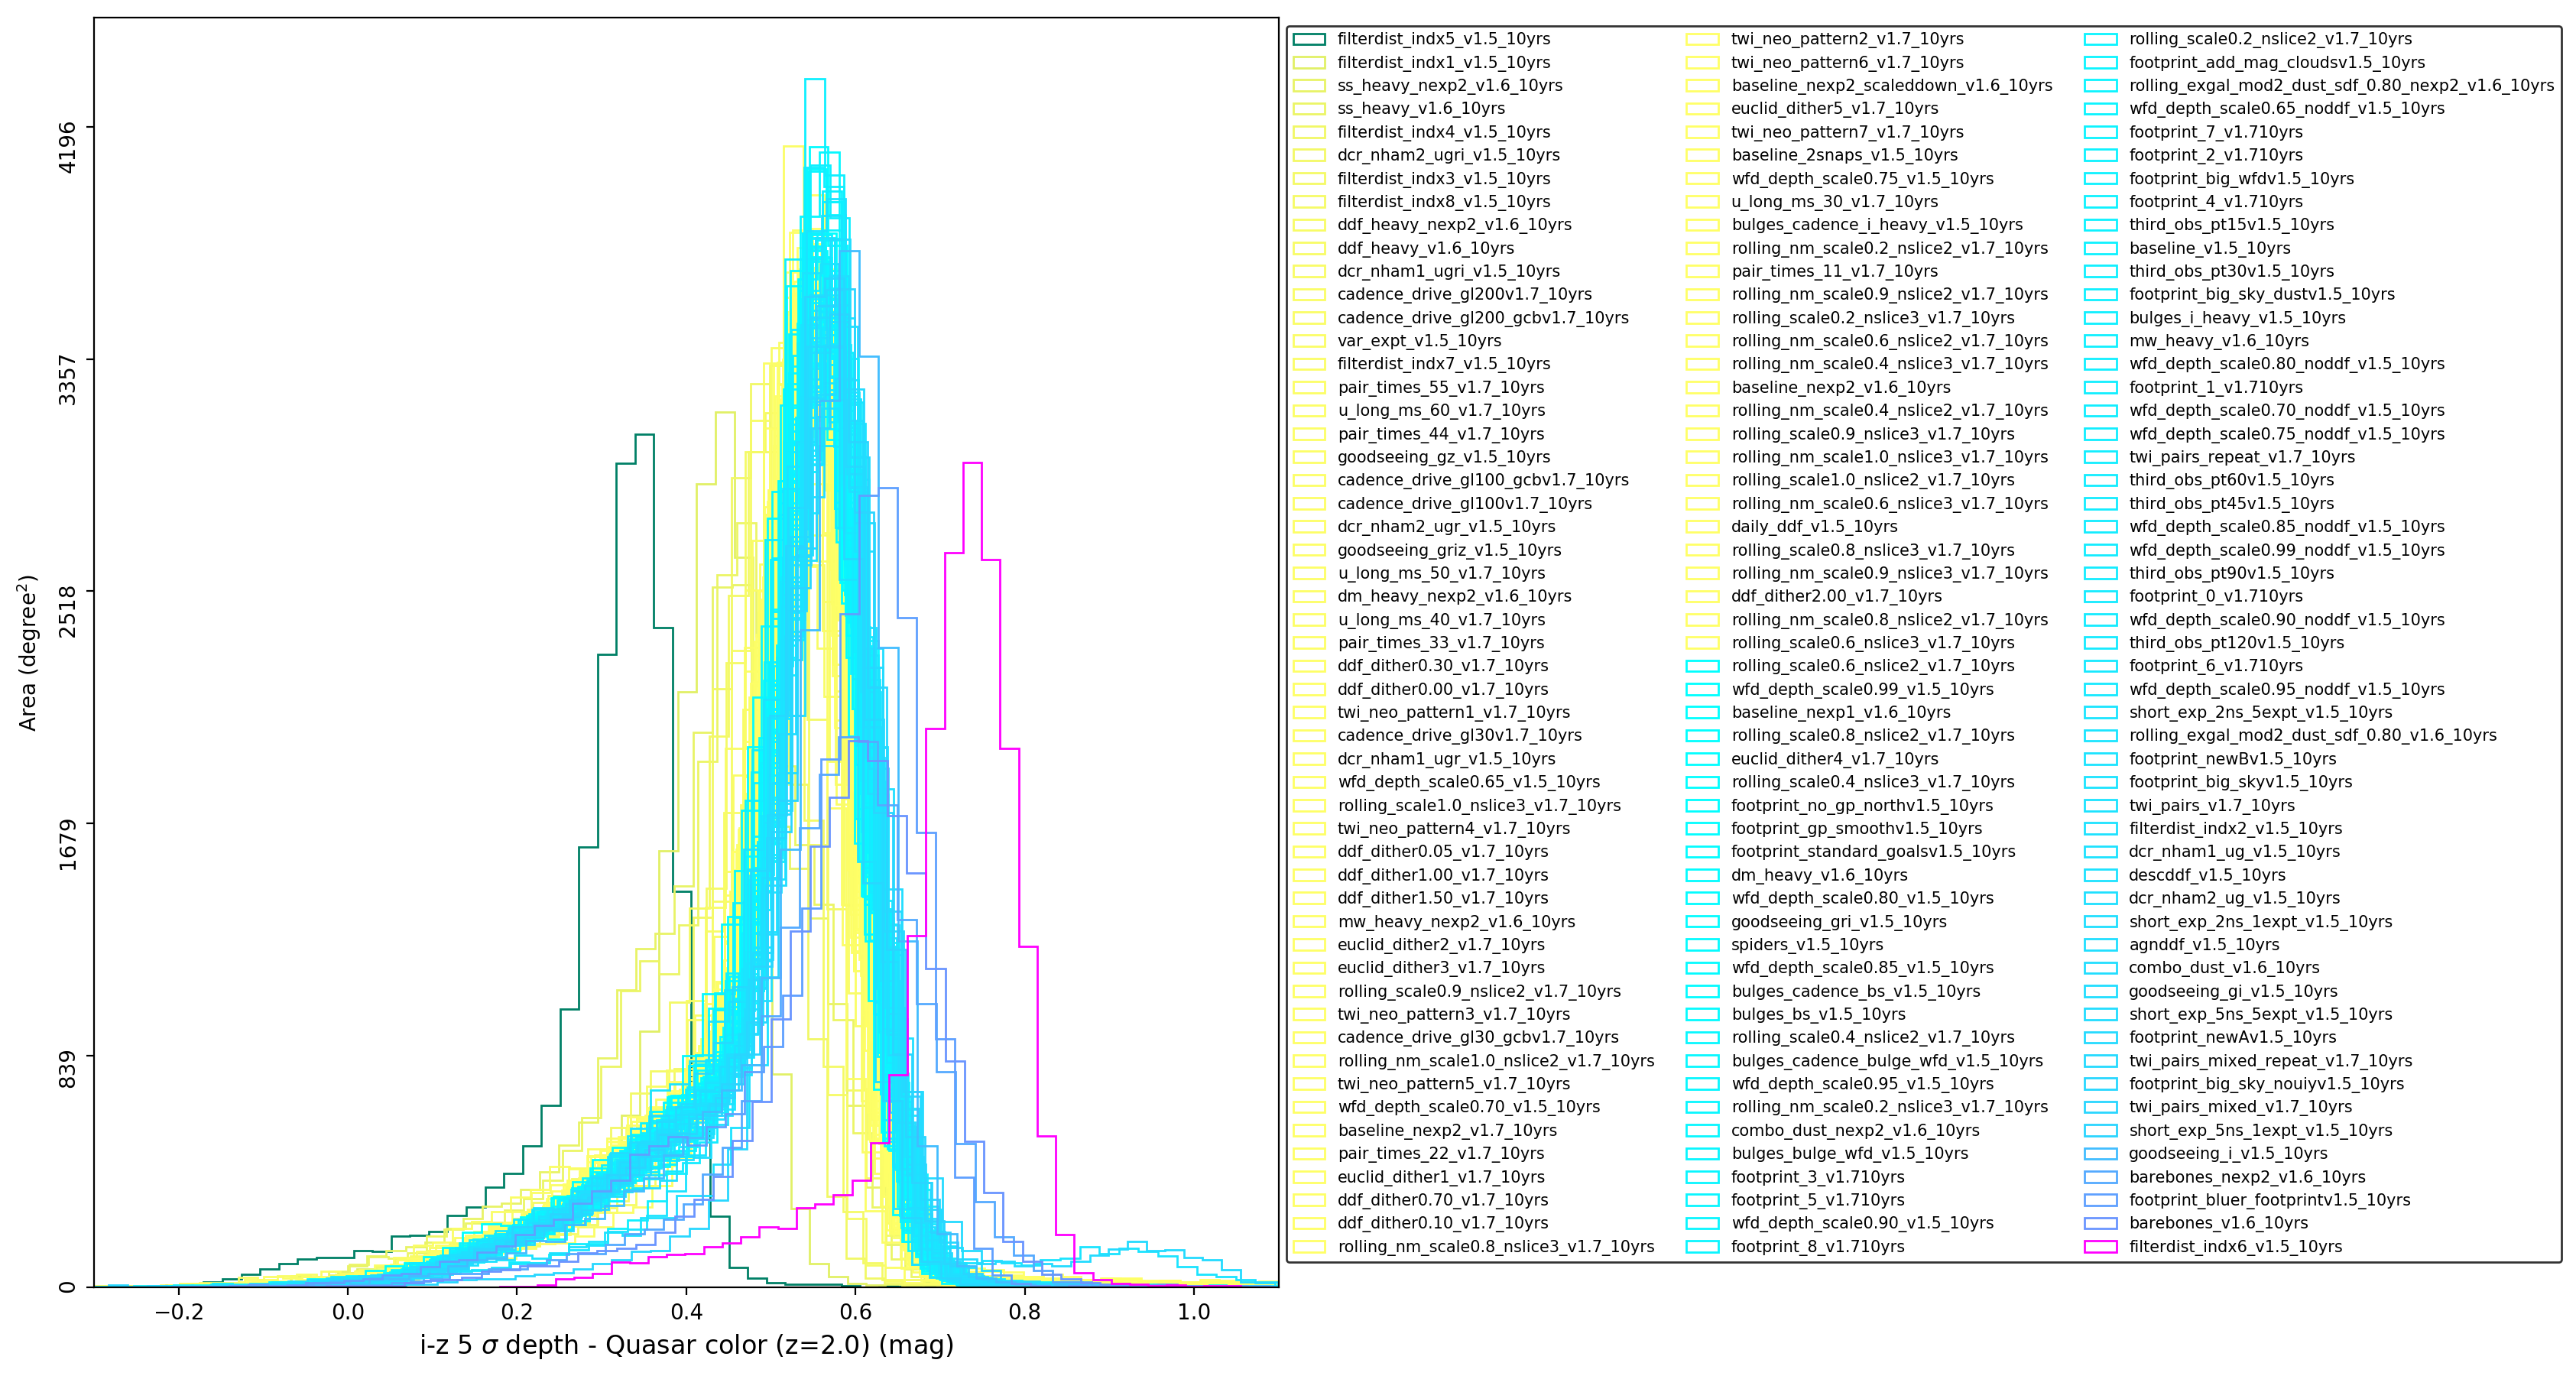 4196
3357
2518
1679
839
0
Area (degree²)
−0.2
0.0
0.2
0.4
0.6
0.8
1.0
i-z 5 σ depth - Quasar color (z=2.0) (mag)
filterdist_indx5_v1.5_10yrs
filterdist_indx1_v1.5_10yrs
ss_heavy_nexp2_v1.6_10yrs
ss_heavy_v1.6_10yrs
filterdist_indx4_v1.5_10yrs
dcr_nham2_ugri_v1.5_10yrs
filterdist_indx3_v1.5_10yrs
filterdist_indx8_v1.5_10yrs
ddf_heavy_nexp2_v1.6_10yrs
ddf_heavy_v1.6_10yrs
dcr_nham1_ugri_v1.5_10yrs
cadence_drive_gl200v1.7_10yrs
cadence_drive_gl200_gcbv1.7_10yrs
var_expt_v1.5_10yrs
filterdist_indx7_v1.5_10yrs
pair_times_55_v1.7_10yrs
u_long_ms_60_v1.7_10yrs
pair_times_44_v1.7_10yrs
goodseeing_gz_v1.5_10yrs
cadence_drive_gl100_gcbv1.7_10yrs
cadence_drive_gl100v1.7_10yrs
dcr_nham2_ugr_v1.5_10yrs
goodseeing_griz_v1.5_10yrs
u_long_ms_50_v1.7_10yrs
dm_heavy_nexp2_v1.6_10yrs
u_long_ms_40_v1.7_10yrs
pair_times_33_v1.7_10yrs
ddf_dither0.30_v1.7_10yrs
ddf_dither0.00_v1.7_10yrs
twi_neo_pattern1_v1.7_10yrs
cadence_drive_gl30v1.7_10yrs
dcr_nham1_ugr_v1.5_10yrs
wfd_depth_scale0.65_v1.5_10yrs
rolling_scale1.0_nslice3_v1.7_10yrs
twi_neo_pattern4_v1.7_10yrs
ddf_dither0.05_v1.7_10yrs
ddf_dither1.00_v1.7_10yrs
ddf_dither1.50_v1.7_10yrs
mw_heavy_nexp2_v1.6_10yrs
euclid_dither2_v1.7_10yrs
euclid_dither3_v1.7_10yrs
rolling_scale0.9_nslice2_v1.7_10yrs
twi_neo_pattern3_v1.7_10yrs
cadence_drive_gl30_gcbv1.7_10yrs
rolling_nm_scale1.0_nslice2_v1.7_10yrs
twi_neo_pattern5_v1.7_10yrs
wfd_depth_scale0.70_v1.5_10yrs
baseline_nexp2_v1.7_10yrs
pair_times_22_v1.7_10yrs
euclid_dither1_v1.7_10yrs
ddf_dither0.70_v1.7_10yrs
ddf_dither0.10_v1.7_10yrs
rolling_nm_scale0.8_nslice3_v1.7_10yrs
twi_neo_pattern2_v1.7_10yrs
twi_neo_pattern6_v1.7_10yrs
baseline_nexp2_scaleddown_v1.6_10yrs
euclid_dither5_v1.7_10yrs
twi_neo_pattern7_v1.7_10yrs
baseline_2snaps_v1.5_10yrs
wfd_depth_scale0.75_v1.5_10yrs
u_long_ms_30_v1.7_10yrs
bulges_cadence_i_heavy_v1.5_10yrs
rolling_nm_scale0.2_nslice2_v1.7_10yrs
pair_times_11_v1.7_10yrs
rolling_nm_scale0.9_nslice2_v1.7_10yrs
rolling_scale0.2_nslice3_v1.7_10yrs
rolling_nm_scale0.6_nslice2_v1.7_10yrs
rolling_nm_scale0.4_nslice3_v1.7_10yrs
baseline_nexp2_v1.6_10yrs
rolling_nm_scale0.4_nslice2_v1.7_10yrs
rolling_scale0.9_nslice3_v1.7_10yrs
rolling_nm_scale1.0_nslice3_v1.7_10yrs
rolling_scale1.0_nslice2_v1.7_10yrs
rolling_nm_scale0.6_nslice3_v1.7_10yrs
daily_ddf_v1.5_10yrs
rolling_scale0.8_nslice3_v1.7_10yrs
rolling_nm_scale0.9_nslice3_v1.7_10yrs
ddf_dither2.00_v1.7_10yrs
rolling_nm_scale0.8_nslice2_v1.7_10yrs
rolling_scale0.6_nslice3_v1.7_10yrs
rolling_scale0.6_nslice2_v1.7_10yrs
wfd_depth_scale0.99_v1.5_10yrs
baseline_nexp1_v1.6_10yrs
rolling_scale0.8_nslice2_v1.7_10yrs
euclid_dither4_v1.7_10yrs
rolling_scale0.4_nslice3_v1.7_10yrs
footprint_no_gp_northv1.5_10yrs
footprint_gp_smoothv1.5_10yrs
footprint_standard_goalsv1.5_10yrs
dm_heavy_v1.6_10yrs
wfd_depth_scale0.80_v1.5_10yrs
goodseeing_gri_v1.5_10yrs
spiders_v1.5_10yrs
wfd_depth_scale0.85_v1.5_10yrs
bulges_cadence_bs_v1.5_10yrs
bulges_bs_v1.5_10yrs
rolling_scale0.4_nslice2_v1.7_10yrs
bulges_cadence_bulge_wfd_v1.5_10yrs
wfd_depth_scale0.95_v1.5_10yrs
rolling_nm_scale0.2_nslice3_v1.7_10yrs
combo_dust_nexp2_v1.6_10yrs
bulges_bulge_wfd_v1.5_10yrs
footprint_3_v1.710yrs
footprint_5_v1.710yrs
wfd_depth_scale0.90_v1.5_10yrs
footprint_8_v1.710yrs
rolling_scale0.2_nslice2_v1.7_10yrs
footprint_add_mag_cloudsv1.5_10yrs
rolling_exgal_mod2_dust_sdf_0.80_nexp2_v1.6_10yrs
wfd_depth_scale0.65_noddf_v1.5_10yrs
footprint_7_v1.710yrs
footprint_2_v1.710yrs
footprint_big_wfdv1.5_10yrs
footprint_4_v1.710yrs
third_obs_pt15v1.5_10yrs
baseline_v1.5_10yrs
third_obs_pt30v1.5_10yrs
footprint_big_sky_dustv1.5_10yrs
bulges_i_heavy_v1.5_10yrs
mw_heavy_v1.6_10yrs
wfd_depth_scale0.80_noddf_v1.5_10yrs
footprint_1_v1.710yrs
wfd_depth_scale0.70_noddf_v1.5_10yrs
wfd_depth_scale0.75_noddf_v1.5_10yrs
twi_pairs_repeat_v1.7_10yrs
third_obs_pt60v1.5_10yrs
third_obs_pt45v1.5_10yrs
wfd_depth_scale0.85_noddf_v1.5_10yrs
wfd_depth_scale0.99_noddf_v1.5_10yrs
third_obs_pt90v1.5_10yrs
footprint_0_v1.710yrs
wfd_depth_scale0.90_noddf_v1.5_10yrs
third_obs_pt120v1.5_10yrs
footprint_6_v1.710yrs
wfd_depth_scale0.95_noddf_v1.5_10yrs
short_exp_2ns_5expt_v1.5_10yrs
rolling_exgal_mod2_dust_sdf_0.80_v1.6_10yrs
footprint_newBv1.5_10yrs
footprint_big_skyv1.5_10yrs
twi_pairs_v1.7_10yrs
filterdist_indx2_v1.5_10yrs
dcr_nham1_ug_v1.5_10yrs
descddf_v1.5_10yrs
dcr_nham2_ug_v1.5_10yrs
short_exp_2ns_1expt_v1.5_10yrs
agnddf_v1.5_10yrs
combo_dust_v1.6_10yrs
goodseeing_gi_v1.5_10yrs
short_exp_5ns_5expt_v1.5_10yrs
footprint_newAv1.5_10yrs
twi_pairs_mixed_repeat_v1.7_10yrs
footprint_big_sky_nouiyv1.5_10yrs
twi_pairs_mixed_v1.7_10yrs
short_exp_5ns_1expt_v1.5_10yrs
goodseeing_i_v1.5_10yrs
barebones_nexp2_v1.6_10yrs
footprint_bluer_footprintv1.5_10yrs
barebones_v1.6_10yrs
filterdist_indx6_v1.5_10yrs